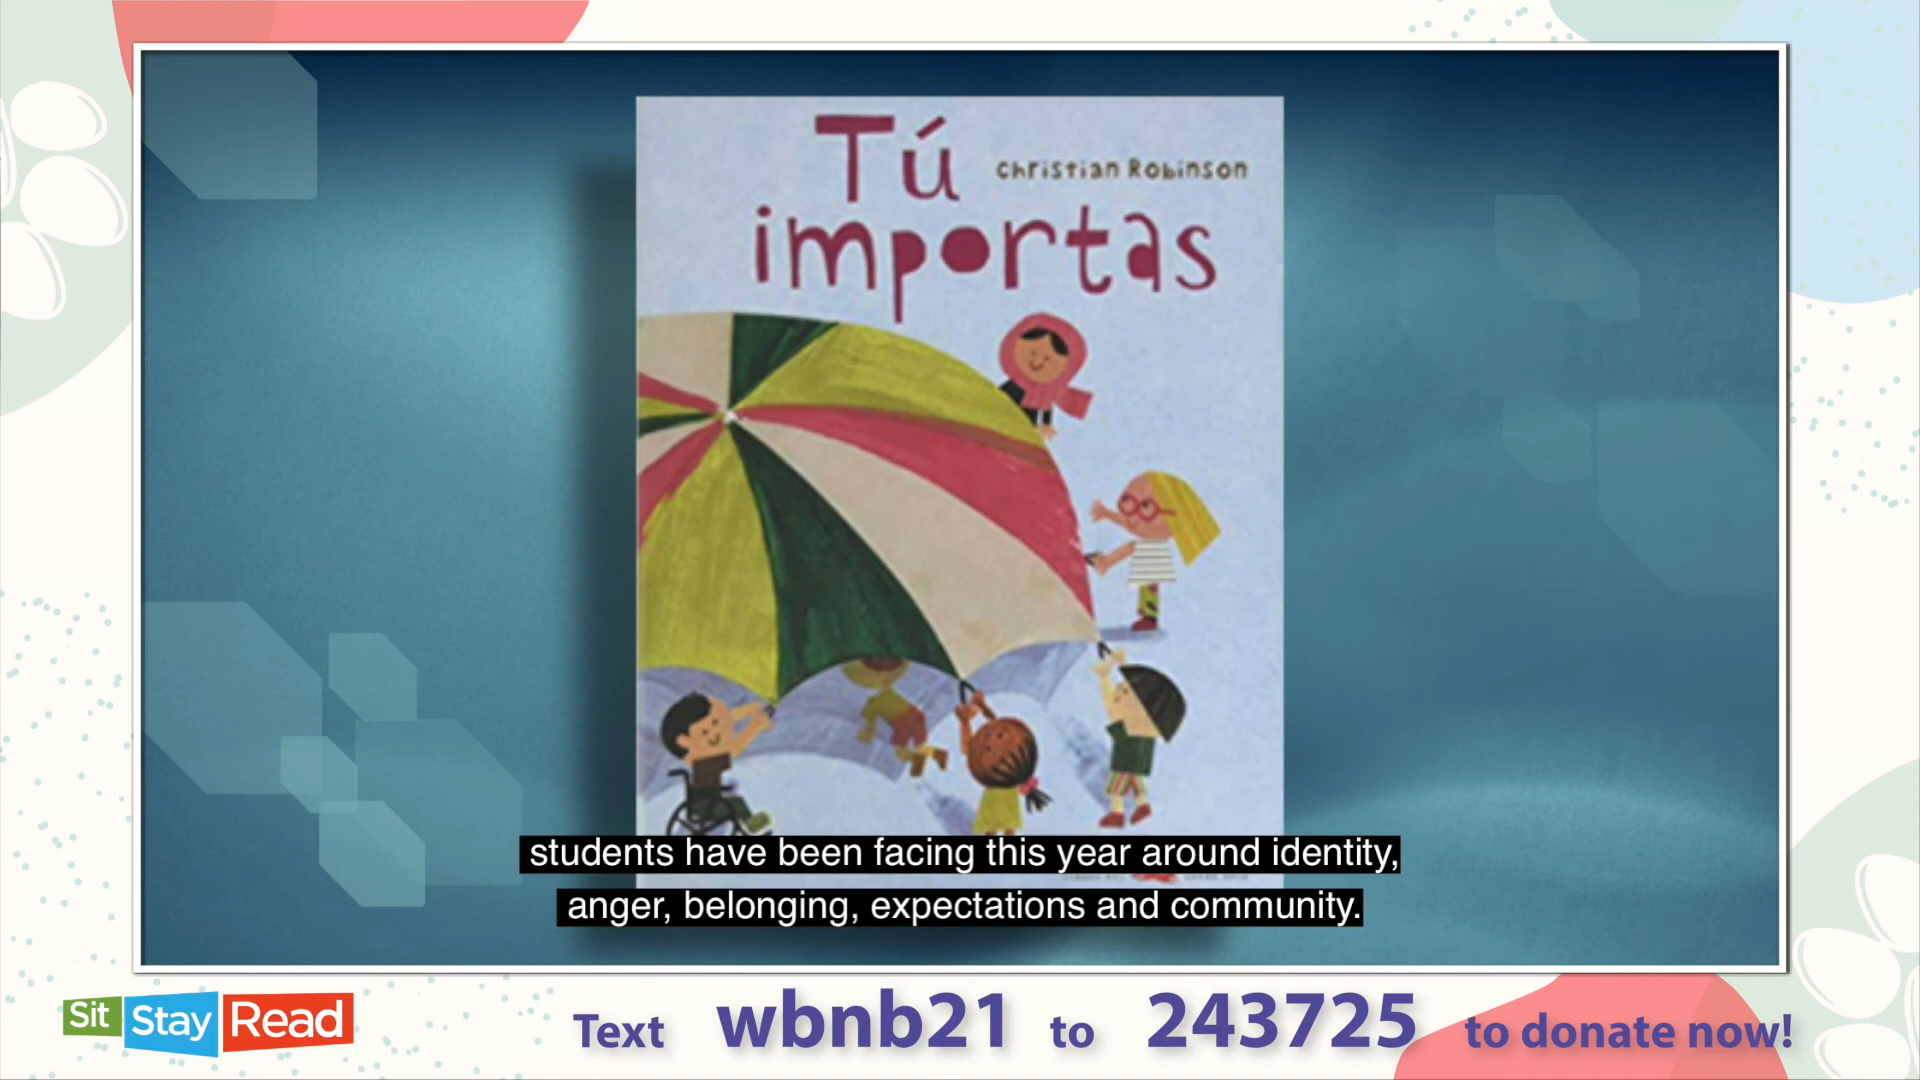 Tú
Christian Robinson
importas
students have been facing this year around identity,
anger, belonging, expectations and community.
Sit Stay Read
Text wbnb21 to 243725 to donate now!